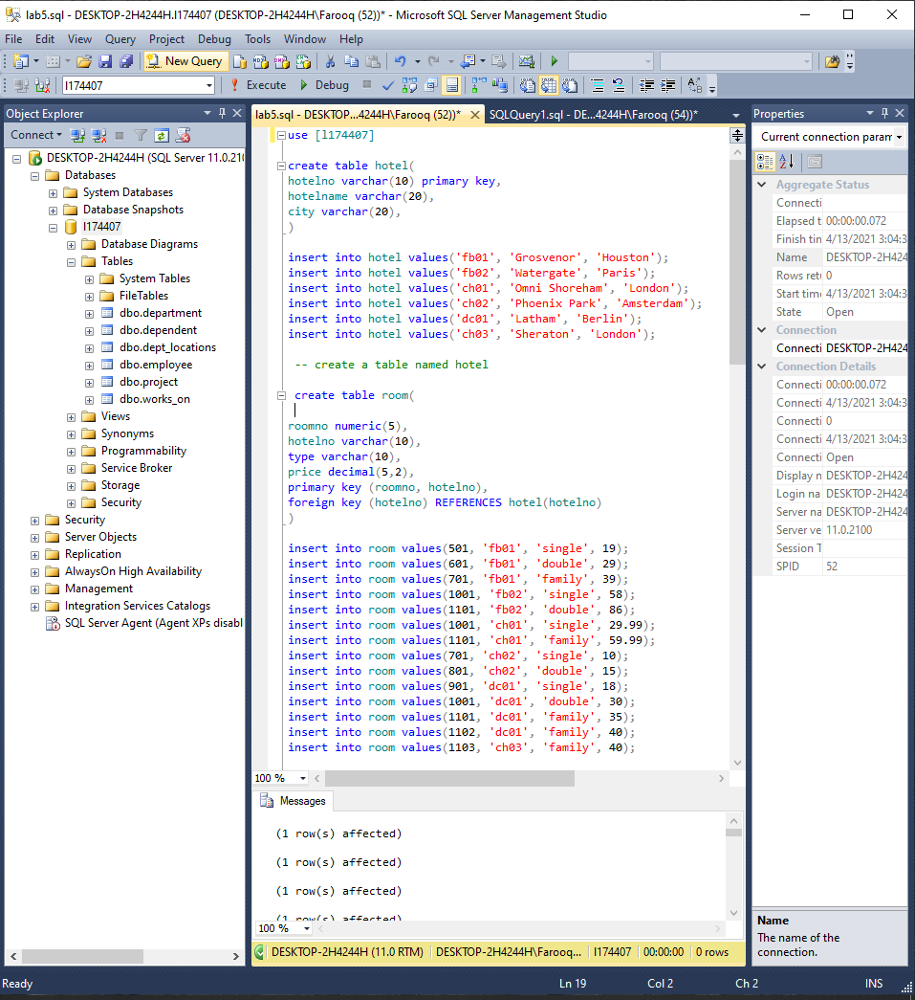 lab5.sql - DESKTOP-2H4244H.l174407 (DESKTOP-2H4244H\Farooq (52))* - Microsoft SQL Server Management Studio
File Edit View Query Project Debug Tools Window Help
New Query
l174407 Execute Debug
Object Explorer
Connect
DESKTOP-2H4244H (SQL Server 11.0.210
Databases
System Databases
Database Snapshots
l174407
Database Diagrams
Tables
System Tables
FileTables
dbo.department
dbo.dependent
dbo.dept_locations
dbo.employee
dbo.project
dbo.works_on
Views
Synonyms
Programmability
Service Broker
Storage
Security
Security
Server Objects
Replication
AlwaysOn High Availability
Management
Integration Services Catalogs
SQL Server Agent (Agent XPs disabl
lab5.sql - DESKTOP...4244H\Farooq (52))* SQLQuery1.sql - DE...4244H\Farooq (54))*
use [l174407]
create table hotel(
hotelno varchar(10) primary key,
hotelname varchar(20),
city varchar(20),
)
insert into hotel values('fb01', 'Grosvenor', 'Houston');
insert into hotel values('fb02', 'Watergate', 'Paris');
insert into hotel values('ch01', 'Omni Shoreham', 'London');
insert into hotel values('ch02', 'Phoenix Park', 'Amsterdam');
insert into hotel values('dc01', 'Latham', 'Berlin');
insert into hotel values('ch03', 'Sheraton', 'London');
-- create a table named hotel
create table room(
roomno numeric(5),
hotelno varchar(10),
type varchar(10),
price decimal(5,2),
primary key (roomno, hotelno),
foreign key (hotelno) REFERENCES hotel(hotelno)
)
insert into room values(501, 'fb01', 'single', 19);
insert into room values(601, 'fb01', 'double', 29);
insert into room values(701, 'fb01', 'family', 39);
insert into room values(1001, 'fb02', 'single', 58);
insert into room values(1101, 'fb02', 'double', 86);
insert into room values(1001, 'ch01', 'single', 29.99);
insert into room values(1101, 'ch01', 'family', 59.99);
insert into room values(701, 'ch02', 'single', 10);
insert into room values(801, 'ch02', 'double', 15);
insert into room values(901, 'dc01', 'single', 18);
insert into room values(1001, 'dc01', 'double', 30);
insert into room values(1101, 'dc01', 'family', 35);
insert into room values(1102, 'dc01', 'family', 40);
insert into room values(1103, 'ch03', 'family', 40);
100 %
Messages
(1 row(s) affected)
(1 row(s) affected)
(1 row(s) affected)
(1 row(s) affected)
100 %
DESKTOP-2H4244H (11.0 RTM) DESKTOP-2H4244H\Farooq... l174407 00:00:00 0 rows
Properties
Current connection param
Aggregate Status
Connecti
Elapsed t 00:00:00.072
Finish tin 4/13/2021 3:04:3
Name DESKTOP-2H424
Rows retu 0
Start time 4/13/2021 3:04:3
State Open
Connection
Connecti DESKTOP-2H424
Connection Details
Connecti 00:00:00.072
Connecti 4/13/2021 3:04:3
Connecti 0
Connecti 4/13/2021 3:04:3
Connecti Open
Display n DESKTOP-2H424
Login na DESKTOP-2H424
Server na DESKTOP-2H424
Server ve 11.0.2100
Session T
SPID 52
Name
The name of the
connection.
Ready Ln 19 Col 2 Ch 2 INS